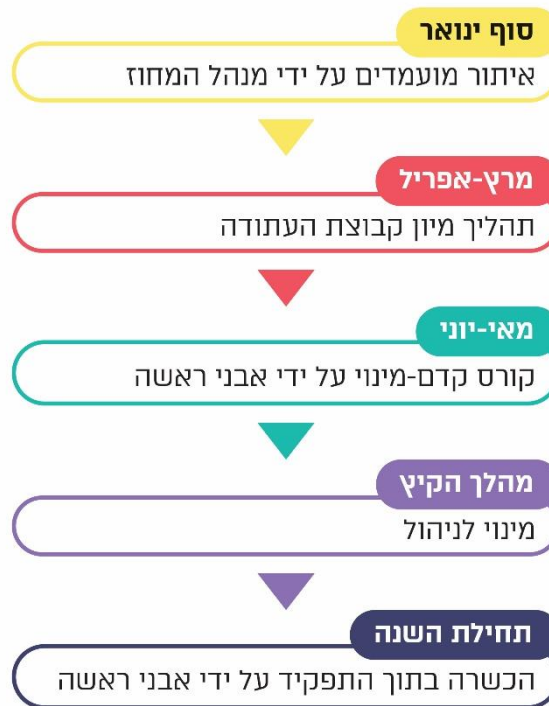 סוף ינואר
איתור מועמדים על ידי מנהל המחוז
מרץ-אפריל
תהליך מיון קבוצת העתודה
מאי-יוני
קורס קדם-מינוי על ידי אבני ראשה
מהלך הקיץ
מינוי לניהול
תחילת השנה
הכשרה בתוך התפקיד על ידי אבני ראשה